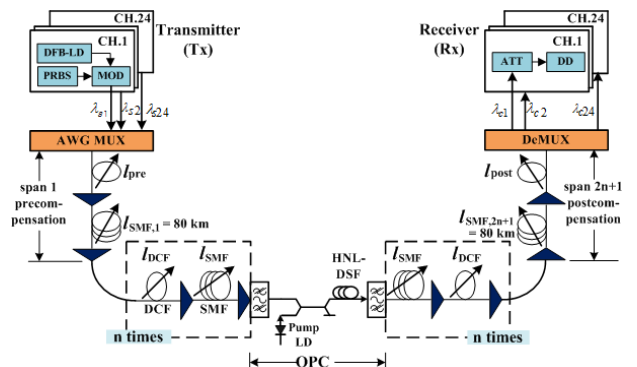 CH.24
CH.1
DFB-LD
PRBS
MOD
Transmitter
(Tx)
λs1
λs2
λs24
AWG MUX
Receiver
(Rx)
CH.24
CH.1
ATT
DD
λc1
λc2
λc24
DeMUX
span 1
precom-
pensation
lpre
lSMF,1 = 80 km
lpost
lSMF,2n+1
= 80 km
span 2n+1
postcom-
pensation
lDCF
lSMF
DCF
SMF
n times
HNL-
DSF
Pump
LD
OPC
lSMF
lDCF
n times